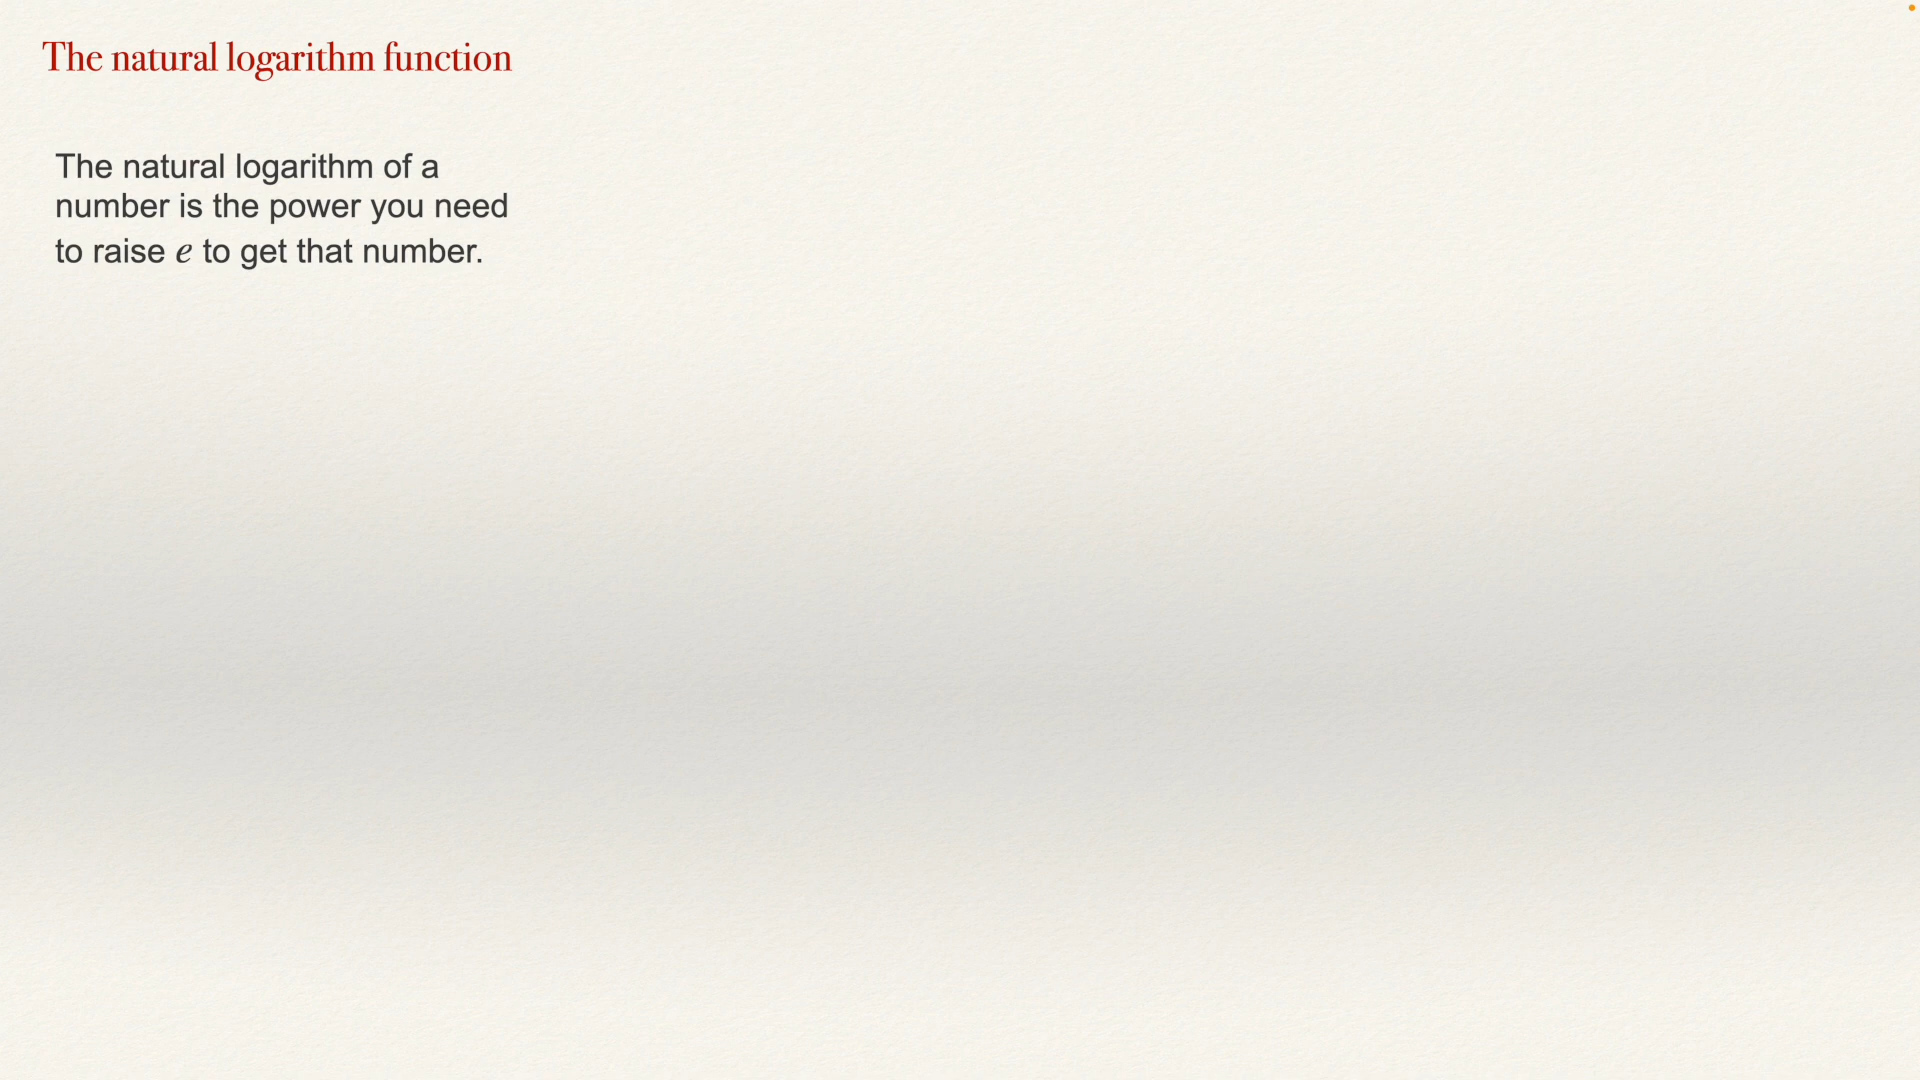 The natural logarithm function
The natural logarithm of a
number is the power you need
to raise e to get that number.